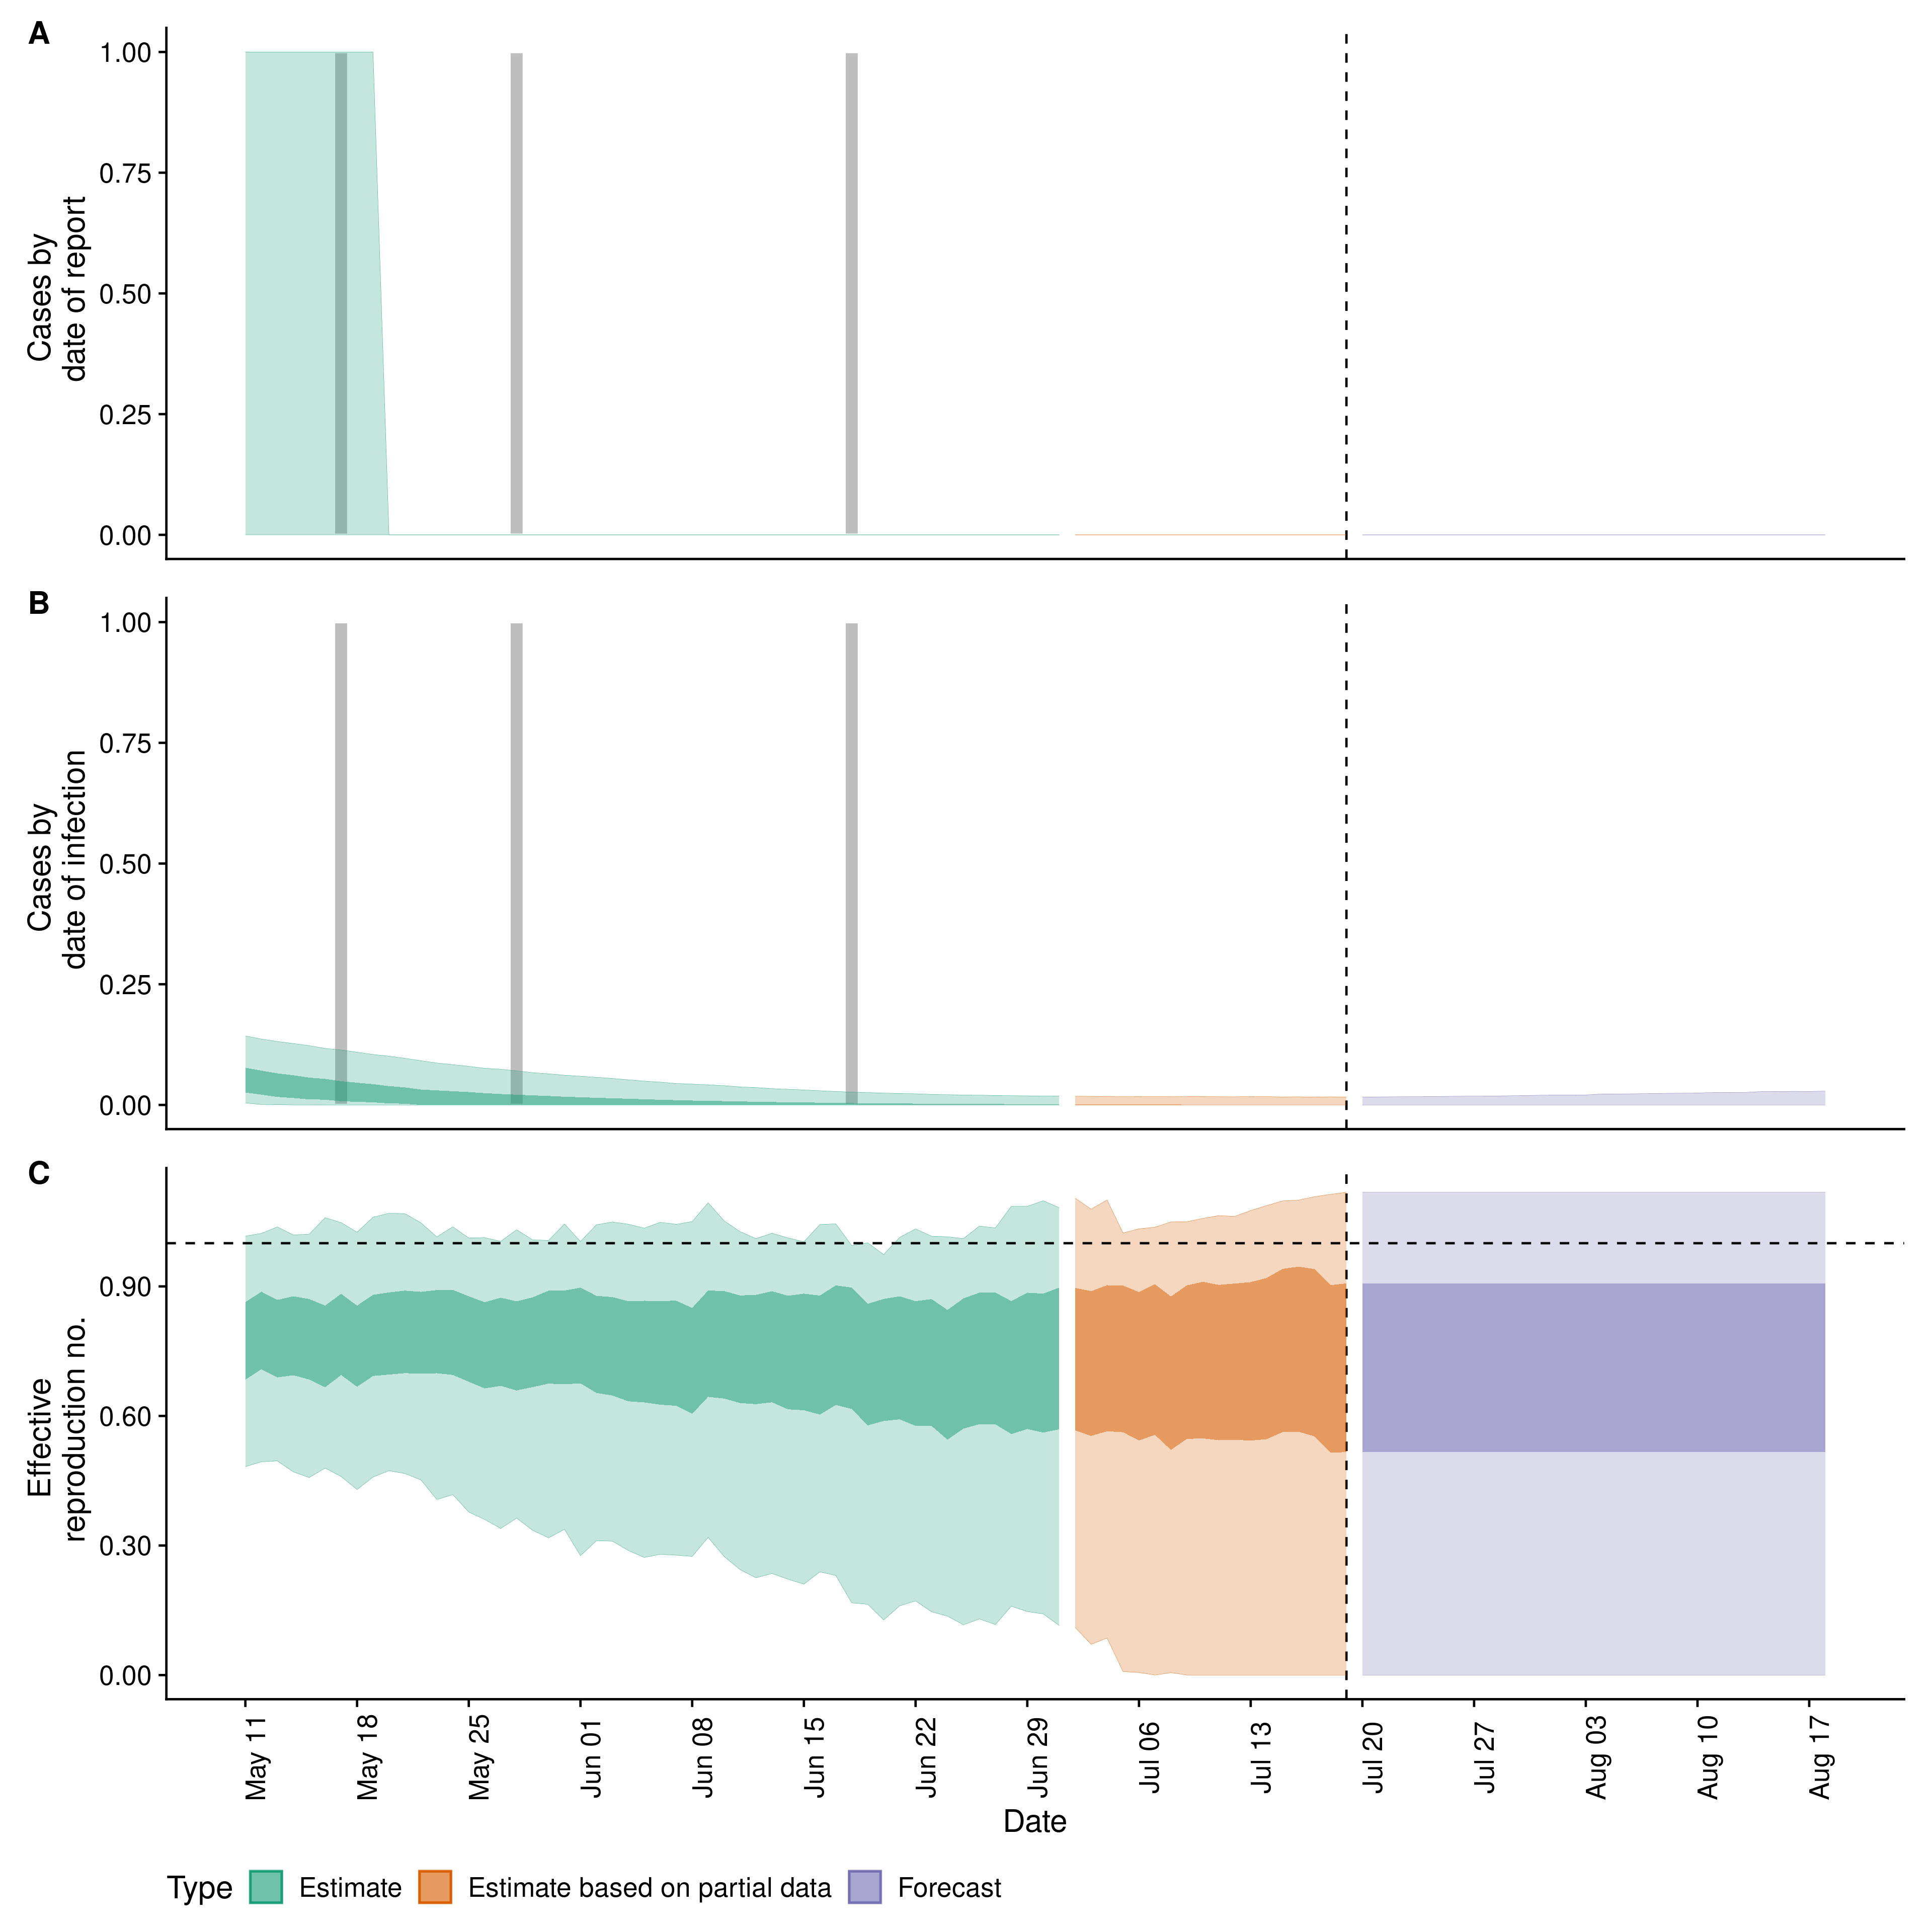 A
1.00
0.75
0.50
0.25
0.00
Cases by
date of report
B
1.00
0.75
0.50
0.25
0.00
Cases by
date of infection
C
0.90
0.60
0.30
0.00
Effective
reproduction no.
May 11
May 18
May 25
Jun 01
Jun 08
Jun 15
Jun 22
Jun 29
Jul 06
Jul 13
Jul 20
Jul 27
Aug 03
Aug 10
Aug 17
Date
Type Estimate Estimate based on partial data Forecast